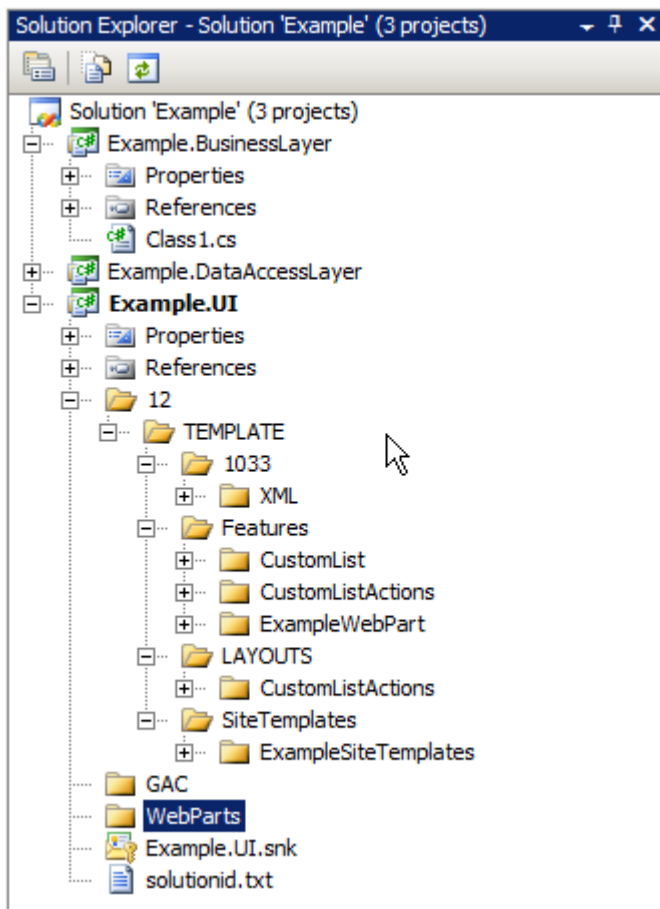 Solution Explorer - Solution 'Example' (3 projects)
Solution 'Example' (3 projects)
Example.BusinessLayer
Properties
References
Class1.cs
Example.DataAccessLayer
Example.UI
Properties
References
12
TEMPLATE
1033
XML
Features
CustomList
CustomListActions
ExampleWebPart
LAYOUTS
CustomListActions
SiteTemplates
ExampleSiteTemplates
GAC
WebParts
Example.UI.snk
solutionid.txt